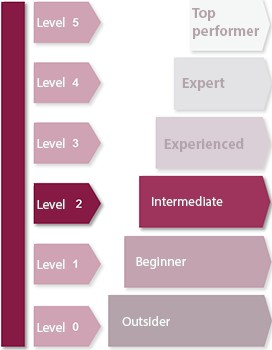 Level 5
Top
performer
Level 4
Expert
Level 3
Experienced
Level 2
Intermediate
Level 1
Beginner
Level 0
Outsider